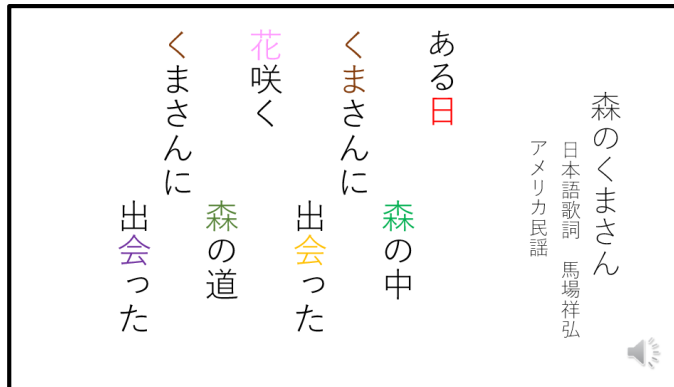 森のくまさん
日本語歌詞　馬場祥弘
アメリカ民謡
ある日
森の中
くまさんに
出会った
花咲く
森の道
くまさんに
出会った